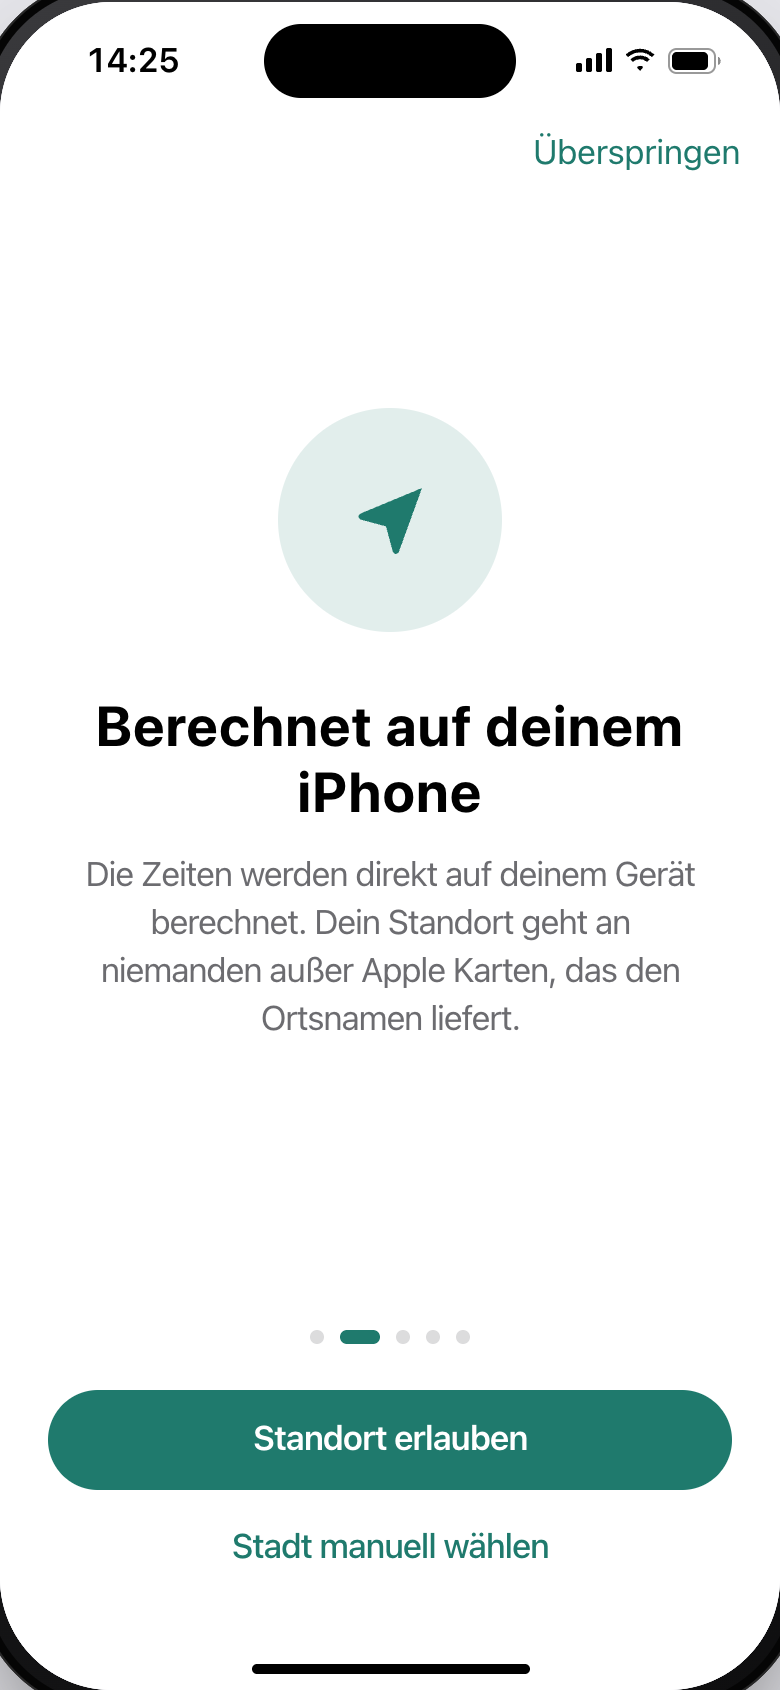 14:25
Überspringen
Berechnet auf deinem
iPhone
Die Zeiten werden direkt auf deinem Gerät
berechnet. Dein Standort geht an
niemanden außer Apple Karten, das den
Ortsnamen liefert.
Standort erlauben
Stadt manuell wählen